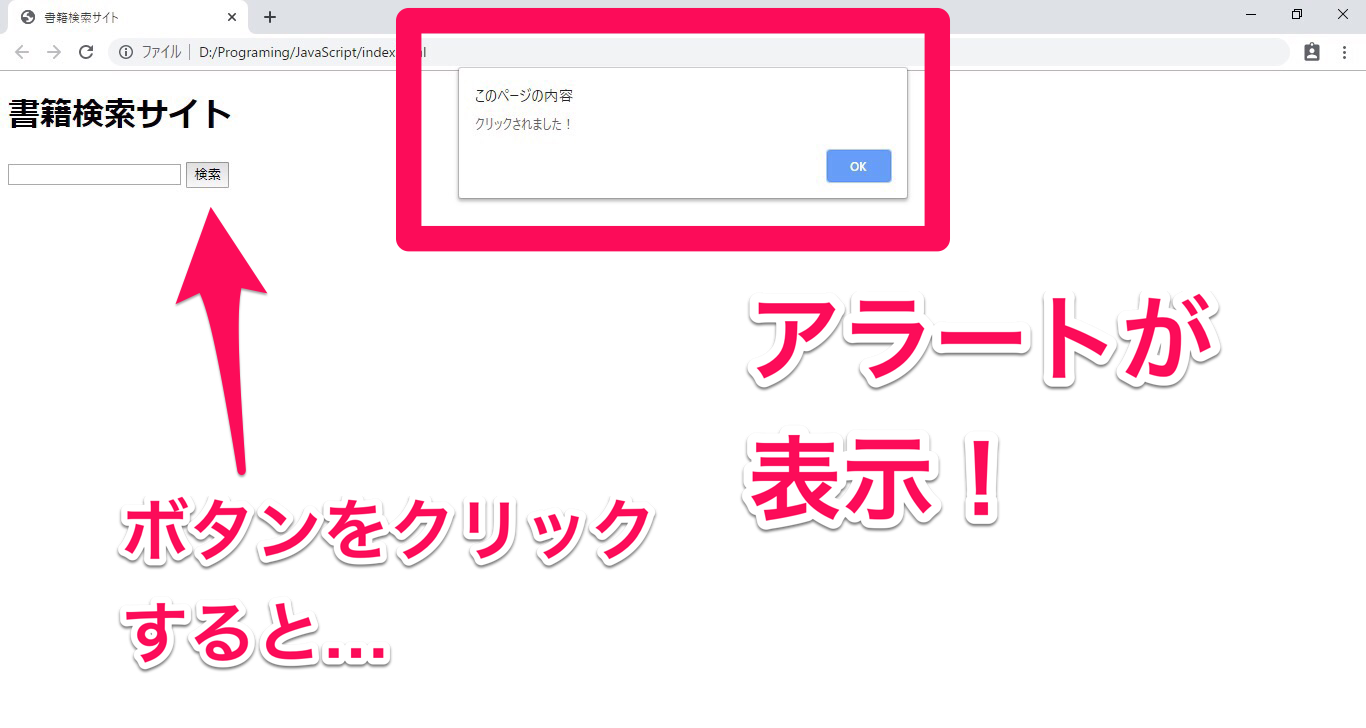 書籍検索サイト
ファイル D:/Programing/JavaScript/index
書籍検索サイト
検索
このページの内容
クリックされました！
OK
アラートが
表示！
ボタンをクリック
すると...